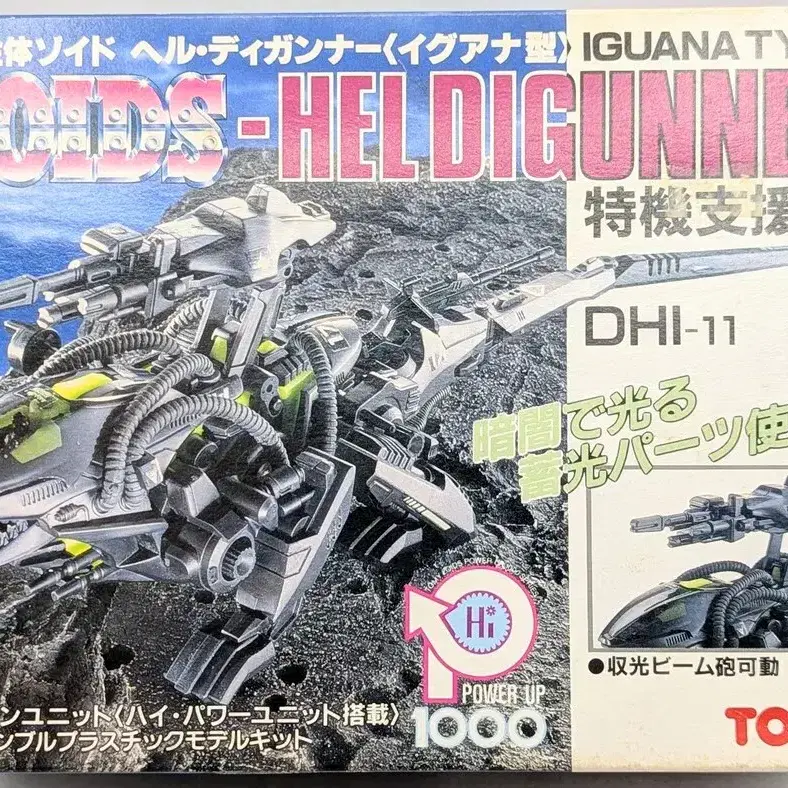 体ゾイド ヘル・ディガンナー〈イグアナ型〉
IGUANA TY
OIDS-HELDIGUNN
特機支援
DHI-11
暗闇で光る
蓄光パーツ使
Hi
POWER UP
1000
●収光ビーム砲可動
ンユニット〈ハイ・パワーユニット搭載〉
ンブルプラスチックモデルキット
TO